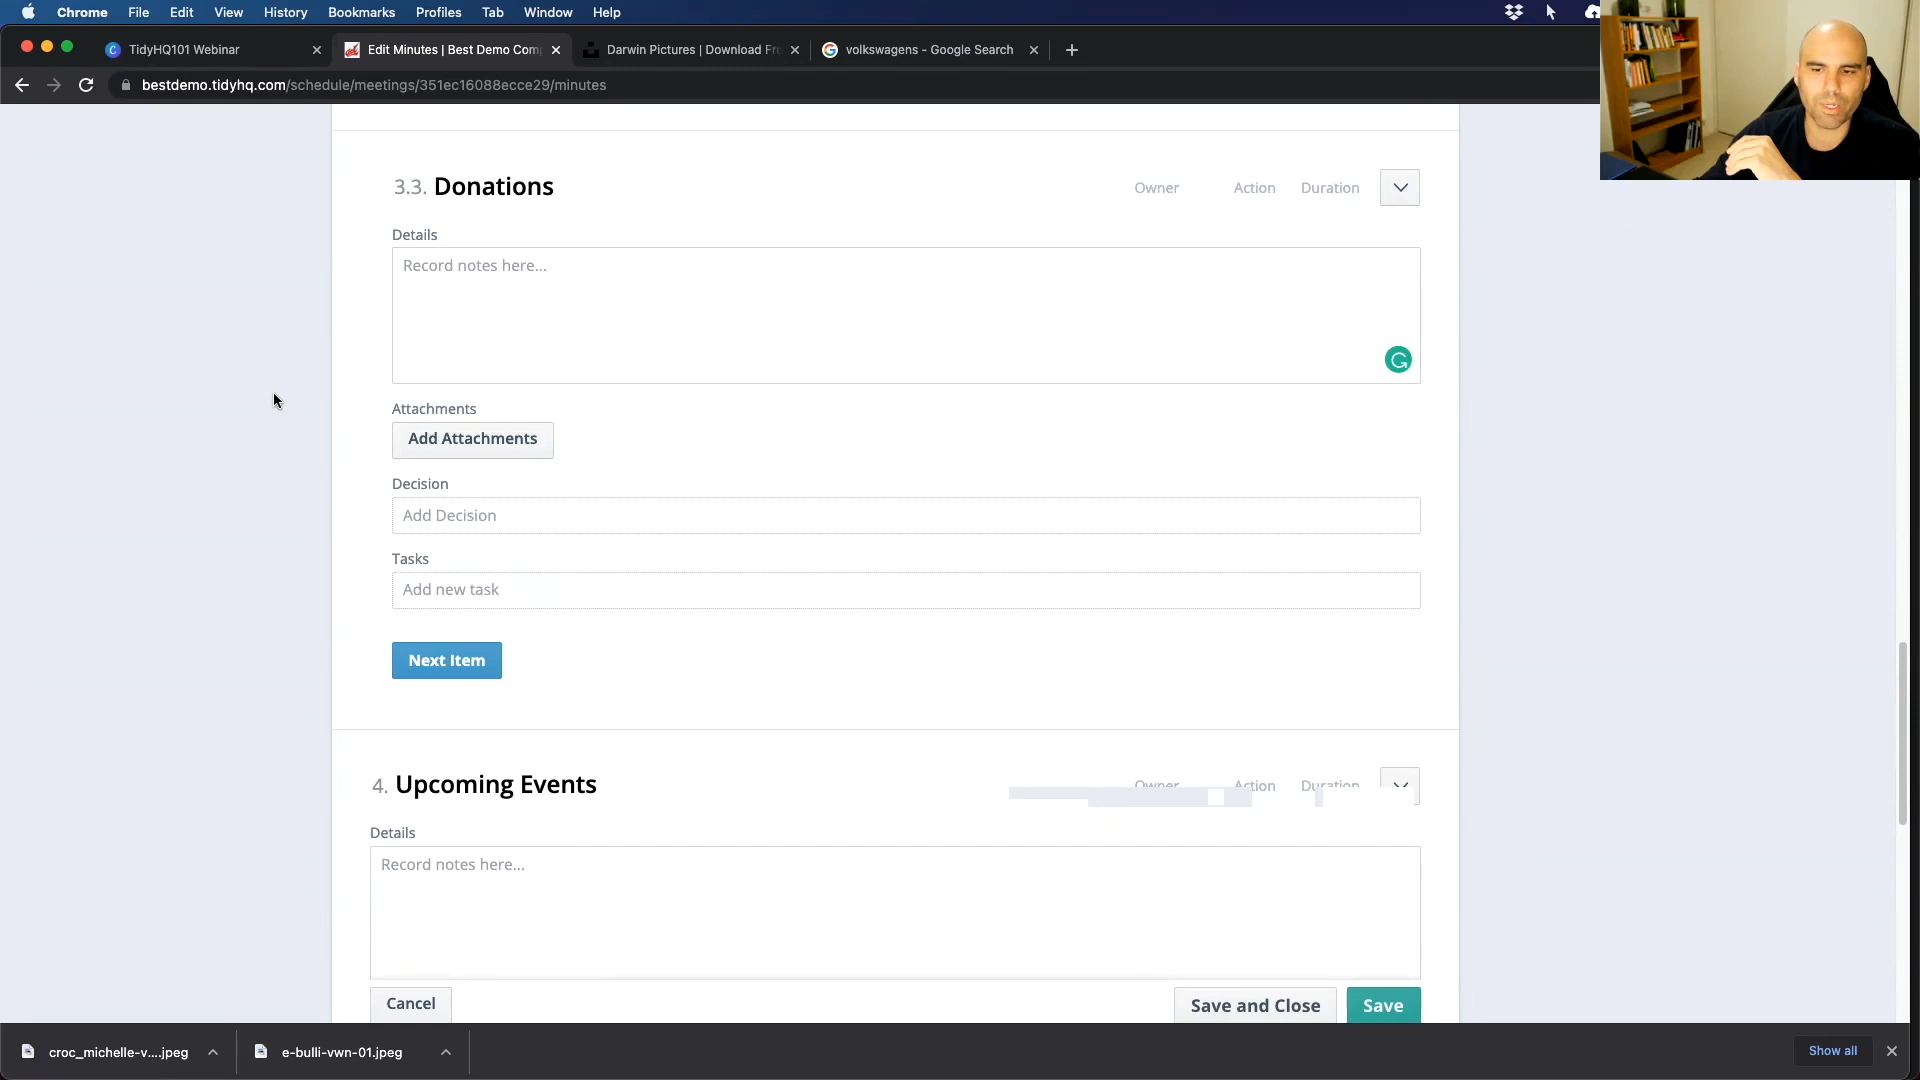 Chrome File Edit View History Bookmarks Profiles Tab Window Help
TidyHQ101 Webinar
Edit Minutes | Best Demo Com
Darwin Pictures | Download Fre
volkswagens - Google Search
bestdemo.tidyhq.com/schedule/meetings/351ec16088ecce29/minutes
3.3. Donations
Owner Action Duration
Details
Record notes here...
Attachments
Add Attachments
Decision
Add Decision
Tasks
Add new task
Next Item
4. Upcoming Events
Owner Action Duration
Details
Record notes here...
Cancel
Save and Close
Save
croc_michelle-v....jpeg
e-bulli-vwn-01.jpeg
Show all